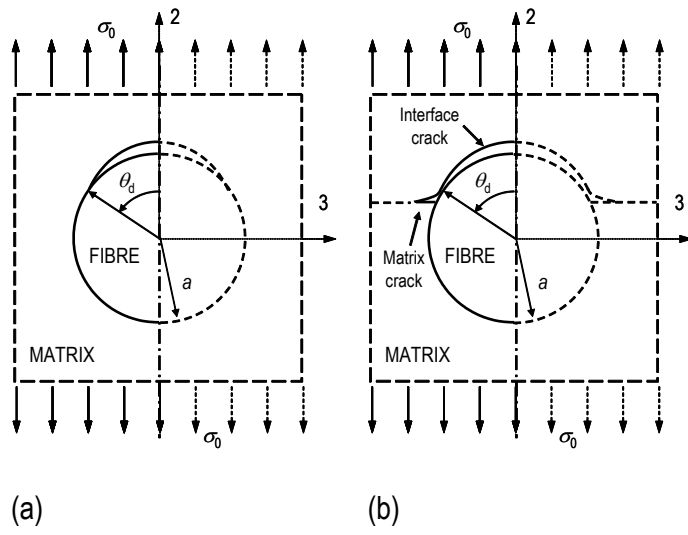 σ₀
2
θd
3
FIBRE
a
MATRIX
σ₀
(a)
σ₀
2
Interface
crack
θd
3
FIBRE
Matrix
crack
a
MATRIX
σ₀
(b)